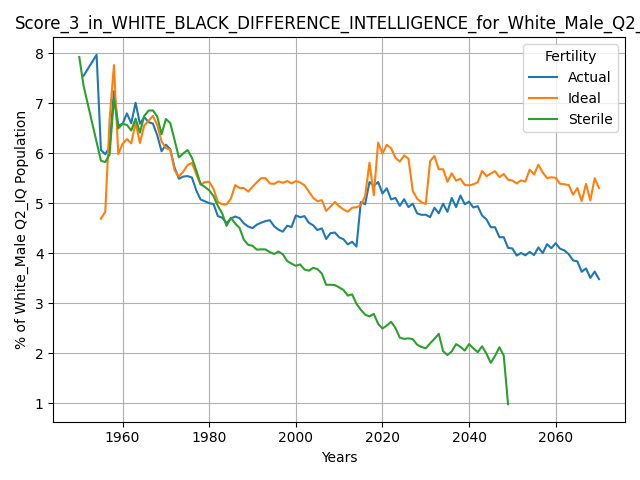 Score_3_in_WHITE_BLACK_DIFFERENCE_INTELLIGENCE_for_White_Male_Q2_
Fertility
Actual
Ideal
Sterile
% of White_Male Q2_IQ Population
8
7
6
5
4
3
2
1
1960 1980 2000 2020 2040 2060
Years